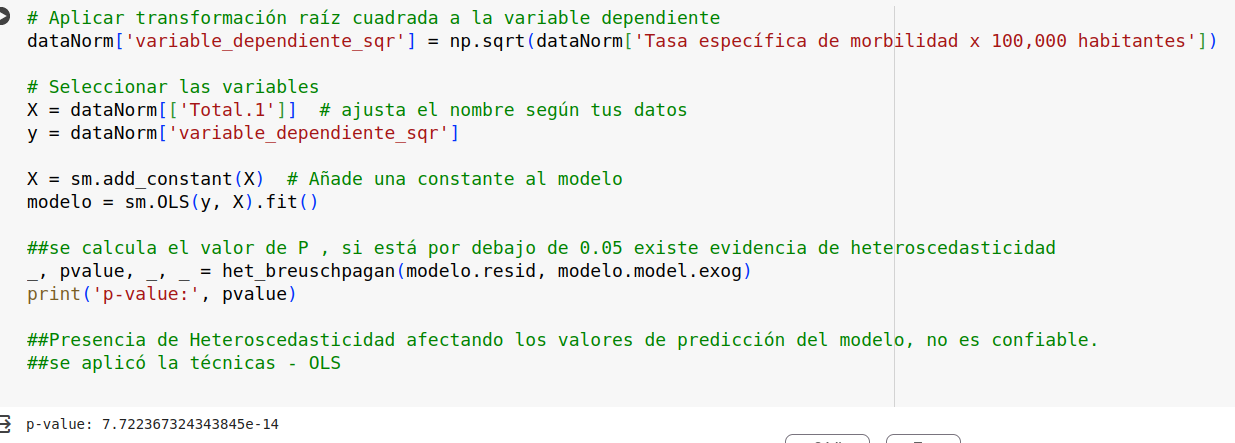 # Aplicar transformación raíz cuadrada a la variable dependiente
dataNorm['variable_dependiente_sqr'] = np.sqrt(dataNorm['Tasa específica de morbilidad x 100,000 habitantes'])
# Seleccionar las variables
X = dataNorm[['Total.1']]  # ajusta el nombre según tus datos
y = dataNorm['variable_dependiente_sqr']
X = sm.add_constant(X)  # Añade una constante al modelo
modelo = sm.OLS(y, X).fit()
##se calcula el valor de P , si está por debajo de 0.05 existe evidencia de heteroscedasticidad
_, pvalue, _, _ = het_breuschpagan(modelo.resid, modelo.model.exog)
print('p-value:', pvalue)
##Presencia de Heteroscedasticidad afectando los valores de predicción del modelo, no es confiable.
##se aplicó la técnicas - OLS
p-value: 7.722367324343845e-14